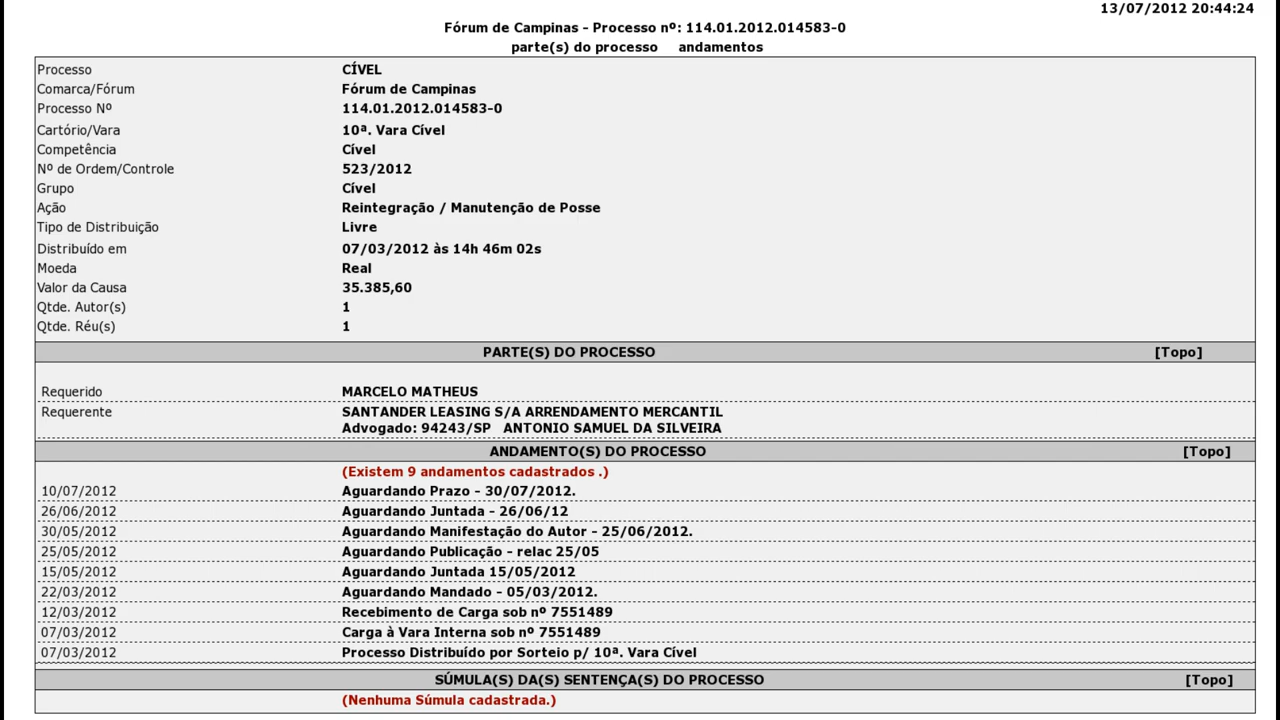 13/07/2012 20:44:24
Fórum de Campinas - Processo nº: 114.01.2012.014583-0
parte(s) do processo andamentos
Processo CÍVEL
Comarca/Fórum Fórum de Campinas
Processo Nº 114.01.2012.014583-0
Cartório/Vara 10ª. Vara Cível
Competência Cível
Nº de Ordem/Controle 523/2012
Grupo Cível
Ação Reintegração / Manutenção de Posse
Tipo de Distribuição Livre
Distribuído em 07/03/2012 às 14h 46m 02s
Moeda Real
Valor da Causa 35.385,60
Qtde. Autor(s) 1
Qtde. Réu(s) 1
PARTE(S) DO PROCESSO [Topo]
Requerido MARCELO MATHEUS
Requerente SANTANDER LEASING S/A ARRENDAMENTO MERCANTIL
Advogado: 94243/SP ANTONIO SAMUEL DA SILVEIRA
ANDAMENTO(S) DO PROCESSO [Topo]
(Existem 9 andamentos cadastrados .)
10/07/2012 Aguardando Prazo - 30/07/2012.
26/06/2012 Aguardando Juntada - 26/06/12
30/05/2012 Aguardando Manifestação do Autor - 25/06/2012.
25/05/2012 Aguardando Publicação - relac 25/05
15/05/2012 Aguardando Juntada 15/05/2012
22/03/2012 Aguardando Mandado - 05/03/2012.
12/03/2012 Recebimento de Carga sob nº 7551489
07/03/2012 Carga à Vara Interna sob nº 7551489
07/03/2012 Processo Distribuído por Sorteio p/ 10ª. Vara Cível
SÚMULA(S) DA(S) SENTENÇA(S) DO PROCESSO [Topo]
(Nenhuma Súmula cadastrada.)